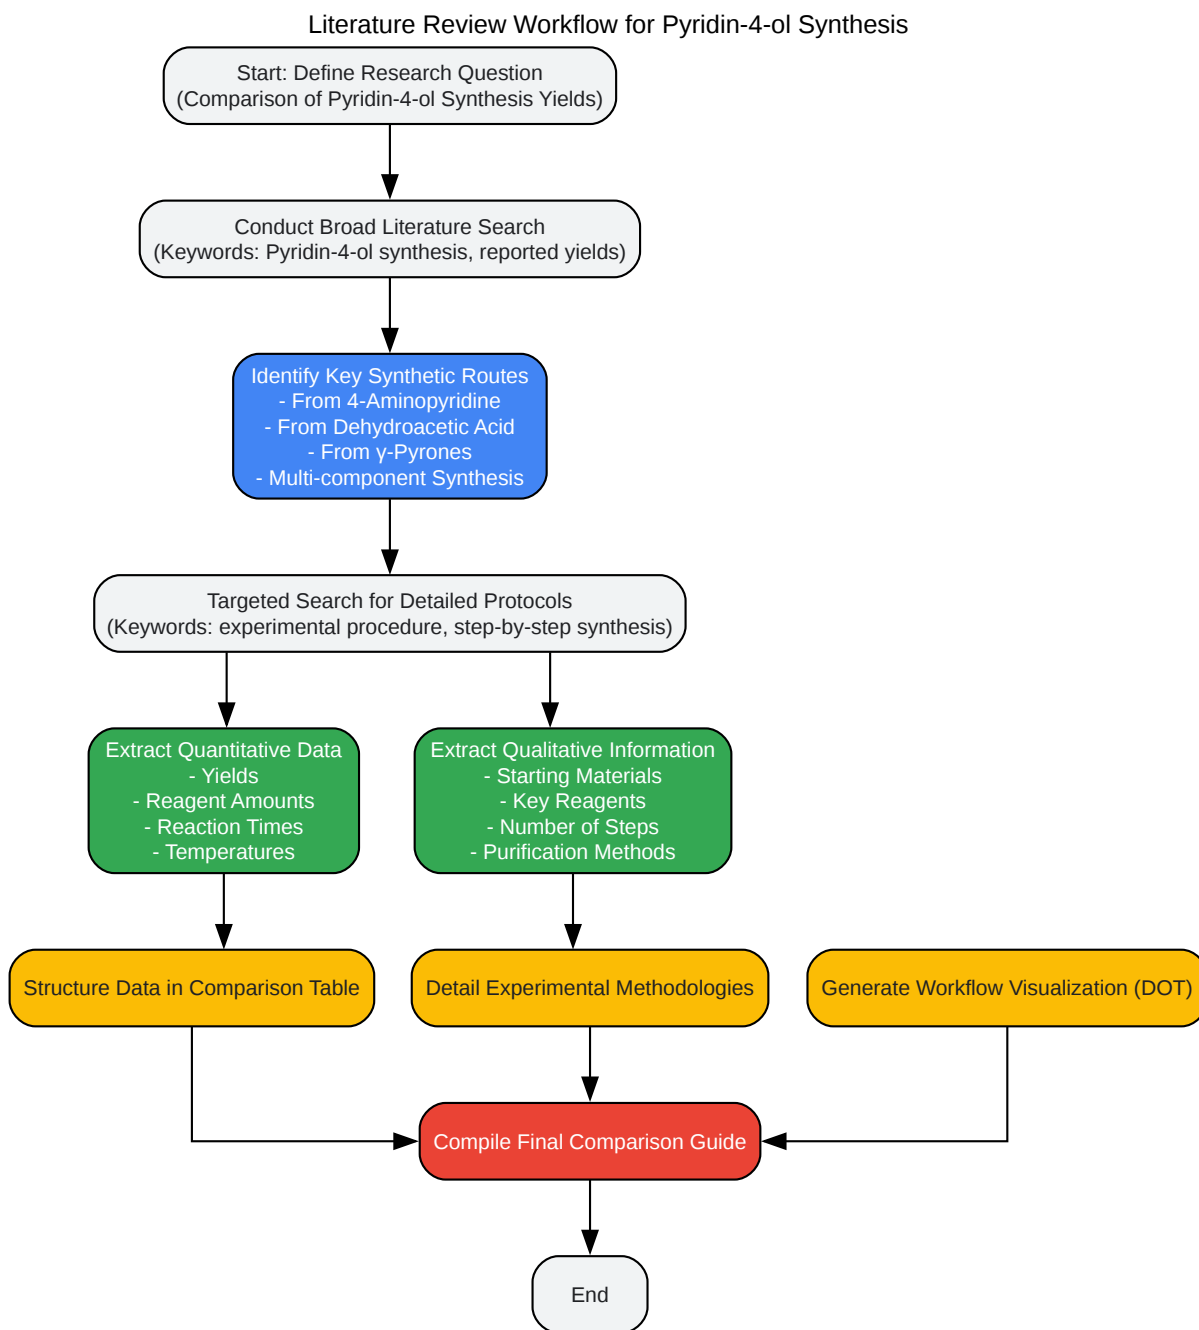 Literature Review Workflow for Pyridin-4-ol Synthesis
Start: Define Research Question
(Comparison of Pyridin-4-ol Synthesis Yields)
Conduct Broad Literature Search
(Keywords: Pyridin-4-ol synthesis, reported yields)
Identify Key Synthetic Routes
- From 4-Aminopyridine
- From Dehydroacetic Acid
- From γ-Pyrones
- Multi-component Synthesis
Targeted Search for Detailed Protocols
(Keywords: experimental procedure, step-by-step synthesis)
Extract Quantitative Data
- Yields
- Reagent Amounts
- Reaction Times
- Temperatures
Extract Qualitative Information
- Starting Materials
- Key Reagents
- Number of Steps
- Purification Methods
Structure Data in Comparison Table
Detail Experimental Methodologies
Generate Workflow Visualization (DOT)
Compile Final Comparison Guide
End